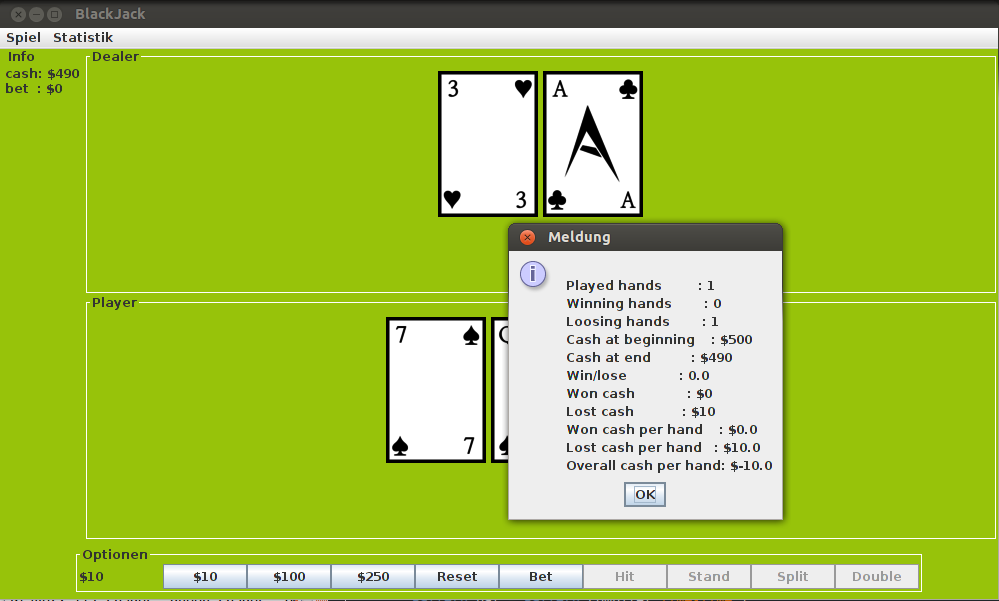 BlackJack
Spiel Statistik
Info
cash: $490
bet : $0
Dealer
3
3
A
A
Player
7
7
Meldung
Played hands : 1
Winning hands : 0
Loosing hands : 1
Cash at beginning : $500
Cash at end : $490
Win/lose : 0.0
Won cash : $0
Lost cash : $10
Won cash per hand : $0.0
Lost cash per hand : $10.0
Overall cash per hand: $-10.0
OK
Optionen
$10 $10 $100 $250 Reset Bet Hit Stand Split Double